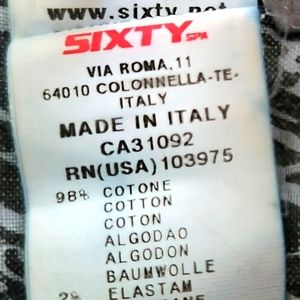 www.sixty.net
SIXTY SPA
VIA ROMA,11
64010 COLONNELLA-TE-
ITALY
MADE IN ITALY
CA31092
RN(USA)103975
98% COTONE
COTTON
COTON
ALGODAO
ALGODON
BAUMWOLLE
2% ELASTAM